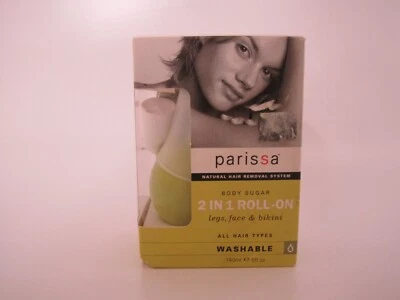 parissa
NATURAL HAIR REMOVAL SYSTEM
BODY SUGAR
2 IN 1 ROLL-ON
legs, face & bikini
ALL HAIR TYPES
WASHABLE 6